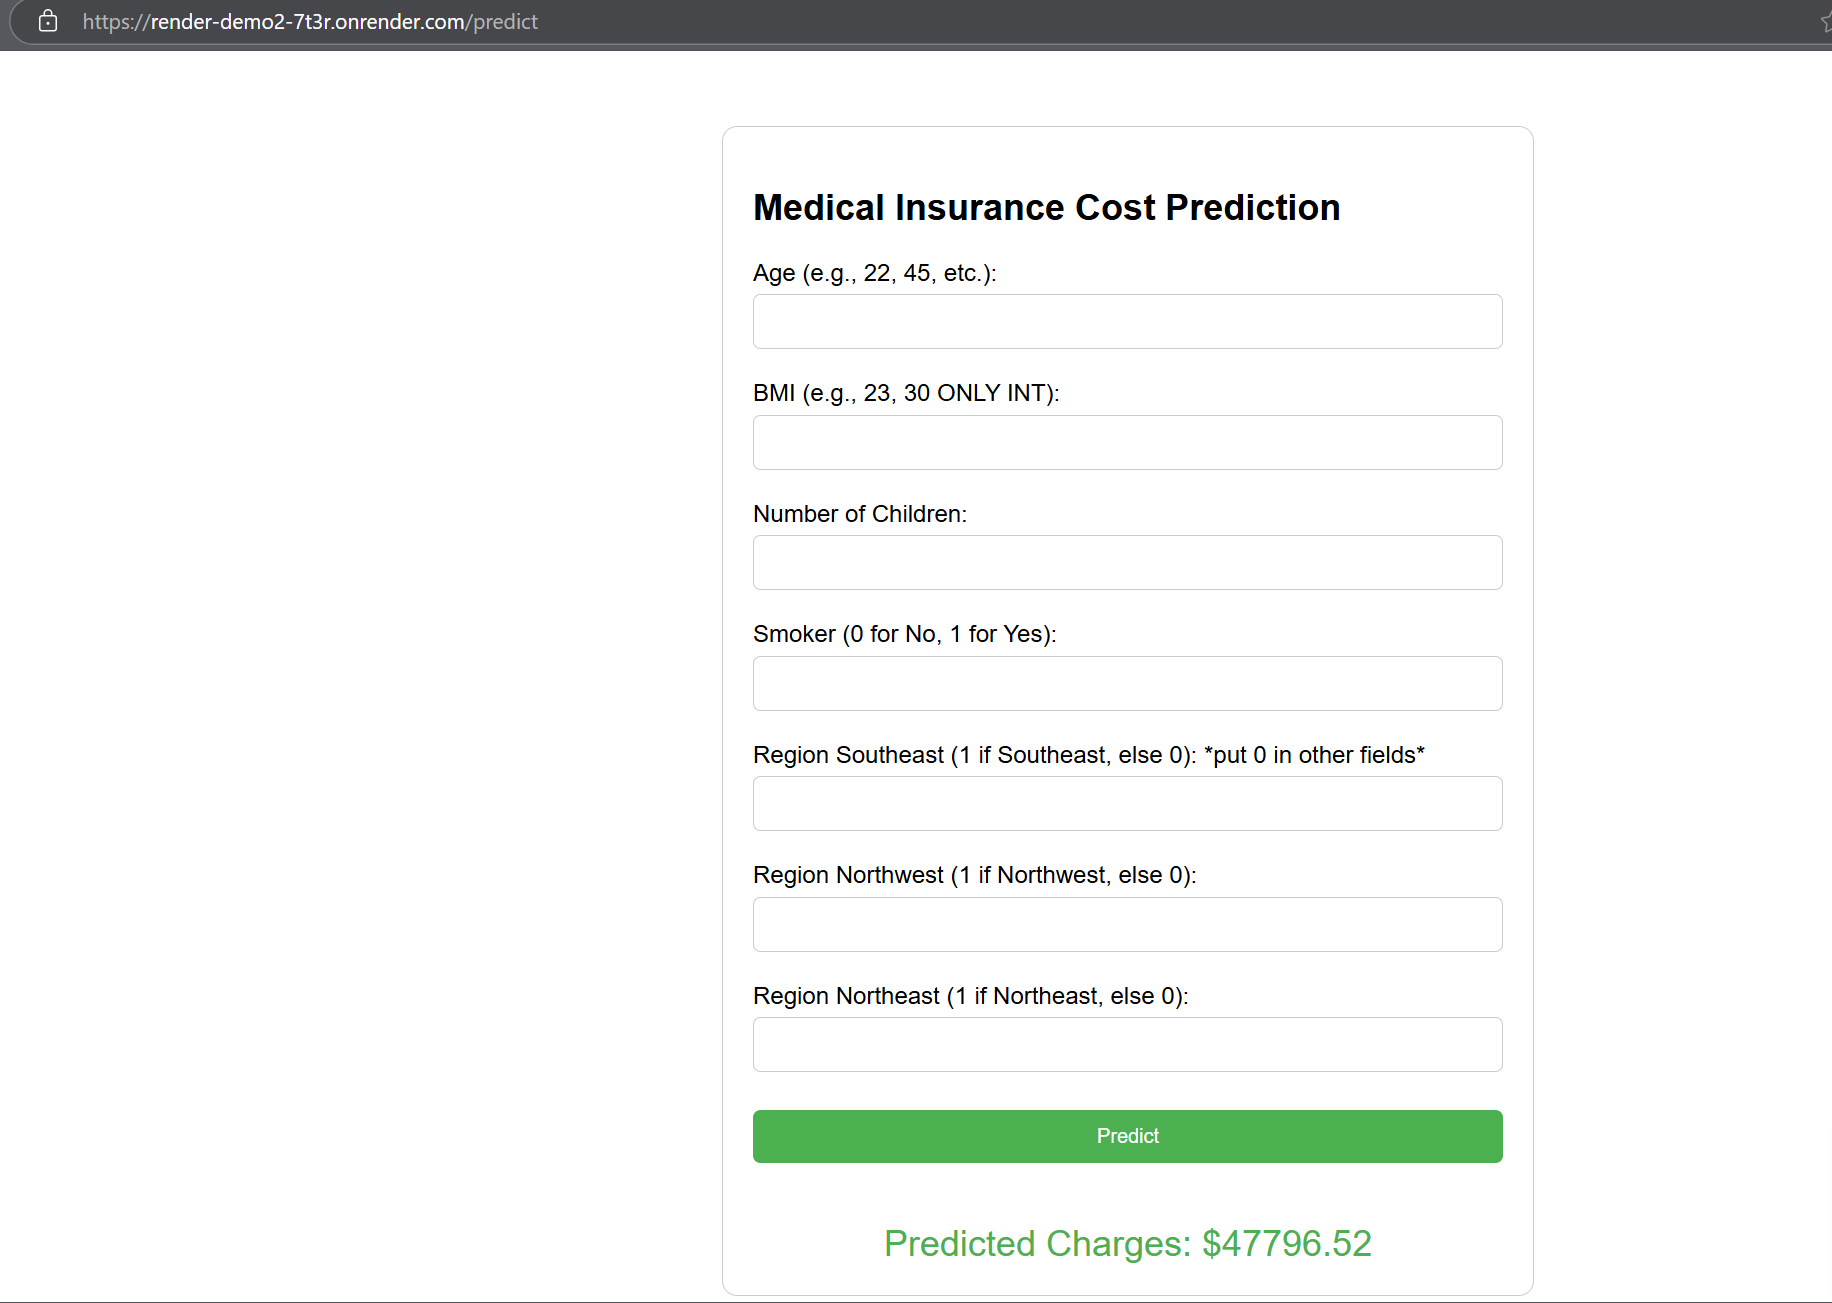 https://render-demo2-7t3r.onrender.com/predict
Medical Insurance Cost Prediction
Age (e.g., 22, 45, etc.):
BMI (e.g., 23, 30 ONLY INT):
Number of Children:
Smoker (0 for No, 1 for Yes):
Region Southeast (1 if Southeast, else 0): *put 0 in other fields*
Region Northwest (1 if Northwest, else 0):
Region Northeast (1 if Northeast, else 0):
Predict
Predicted Charges: $47796.52